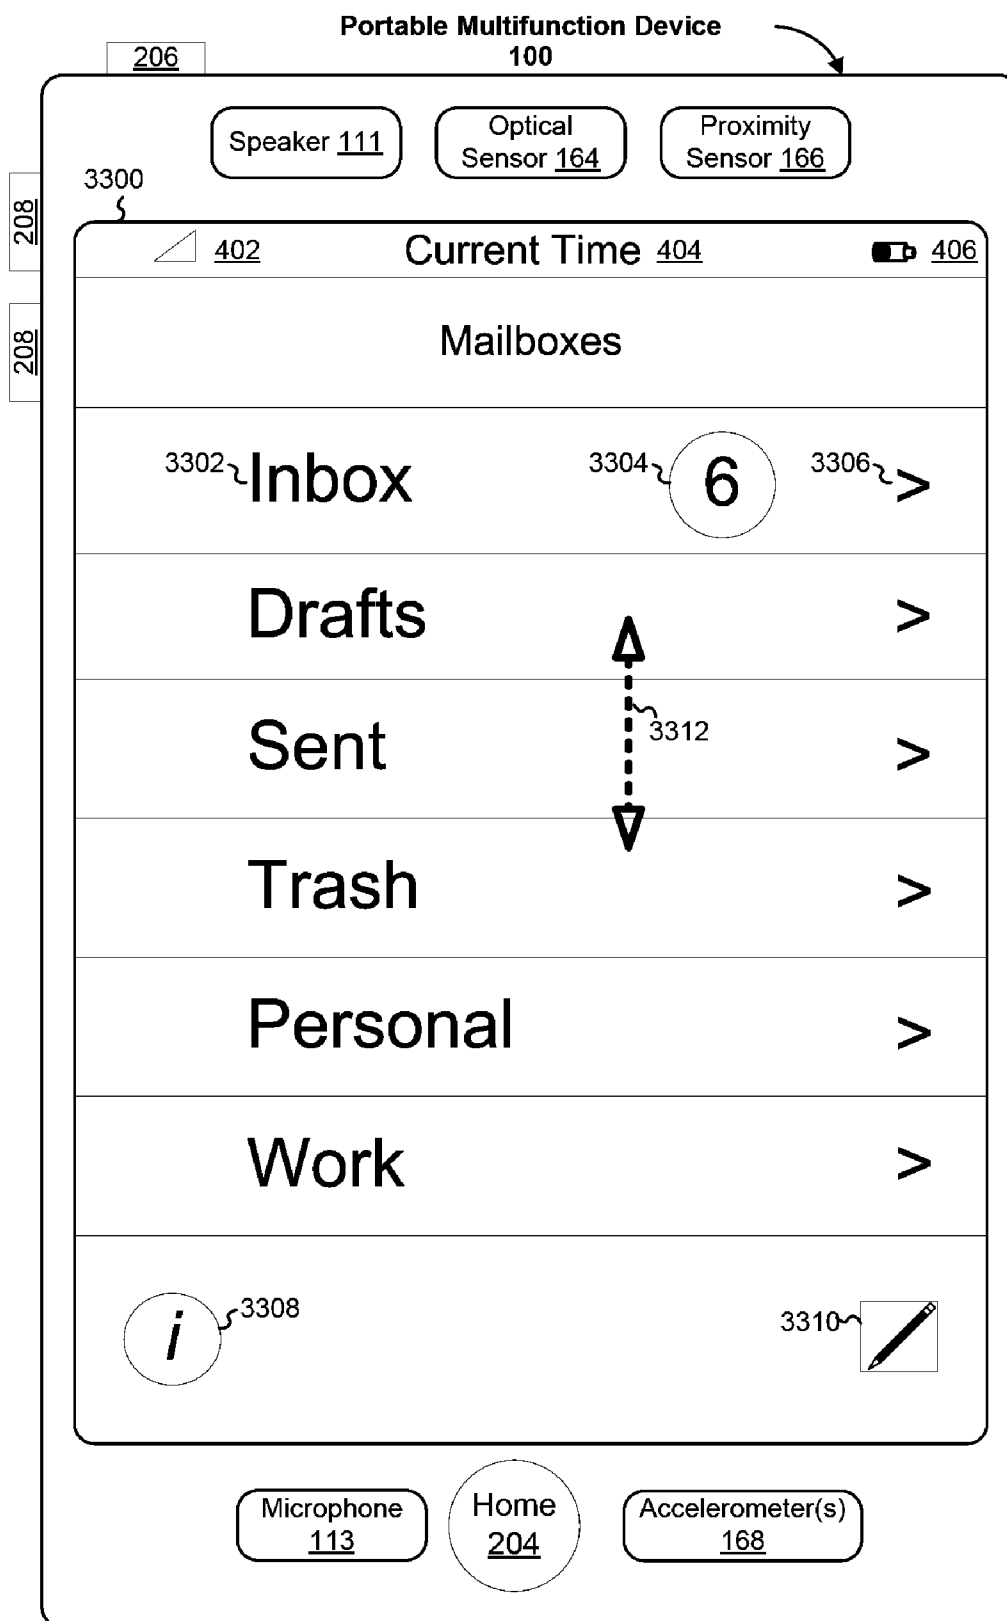 Portable Multifunction Device
100
206
Speaker 111
Optical
Sensor 164
Proximity
Sensor 166
3300
208
402 Current Time 404 406
208
Mailboxes
3302 Inbox 3304 6 3306 >
Drafts >
3312
Sent >
Trash >
Personal >
Work >
i 3308 3310
Microphone
113
Home
204
Accelerometer(s)
168